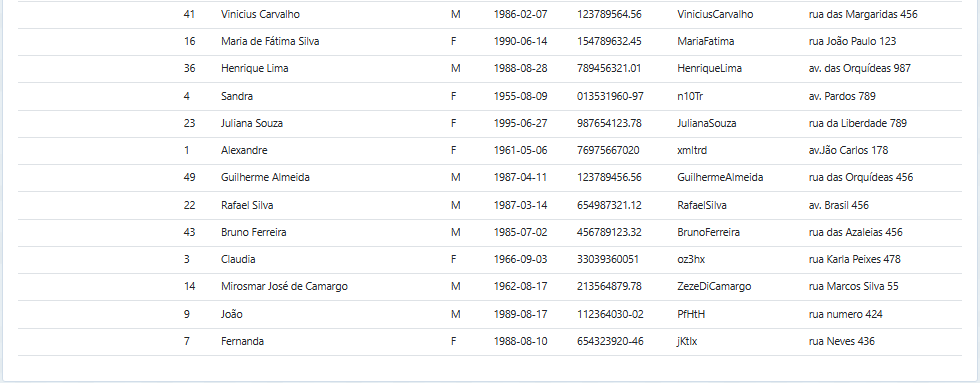 41 Vinicius Carvalho M 1986-02-07 123789564.56 ViniciusCarvalho rua das Margaridas 456
16 Maria de Fátima Silva F 1990-06-14 154789632.45 MariaFatima rua João Paulo 123
36 Henrique Lima M 1988-08-28 789456321.01 HenriqueLima av. das Orquídeas 987
4 Sandra F 1955-08-09 013531960-97 n10Tr av. Pardos 789
23 Juliana Souza F 1995-06-27 987654123.78 JulianaSouza rua da Liberdade 789
1 Alexandre F 1961-05-06 76975667020 xmltrd av.Jão Carlos 178
49 Guilherme Almeida M 1987-04-11 123789456.56 GuilhermeAlmeida rua das Orquídeas 456
22 Rafael Silva M 1987-03-14 654987321.12 RafaelSilva av. Brasil 456
43 Bruno Ferreira M 1985-07-02 456789123.32 BrunoFerreira rua das Azaleias 456
3 Claudia F 1966-09-03 33039360051 oz3hx rua Karla Peixes 478
14 Mirosmar José de Camargo M 1962-08-17 213564879.78 ZezeDiCamargo rua Marcos Silva 55
9 João M 1989-08-17 112364030-02 PfHtH rua numero 424
7 Fernanda F 1988-08-10 654323920-46 jKtIx rua Neves 436